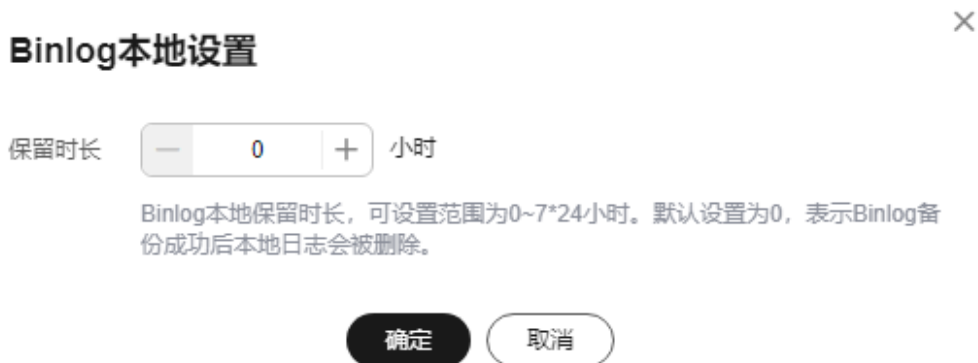 Binlog本地设置
保留时长 0 小时
Binlog本地保留时长，可设置范围为0~7*24小时。默认设置为0，表示Binlog备
份成功后本地日志会被删除。
确定 取消